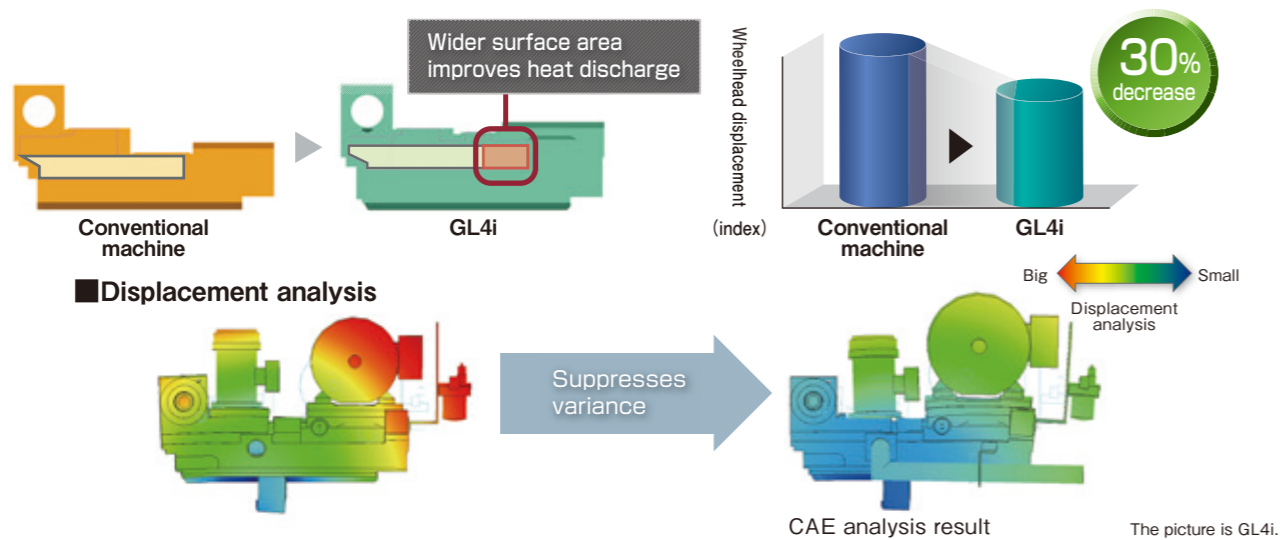 Wider surface area
improves heat discharge
Conventional
machine
GL4i
Wheelhead displacement
(index)
Conventional
machine
GL4i
30%
decrease
■Displacement analysis
Big
Small
Displacement
analysis
Suppresses
variance
CAE analysis result
The picture is GL4i.